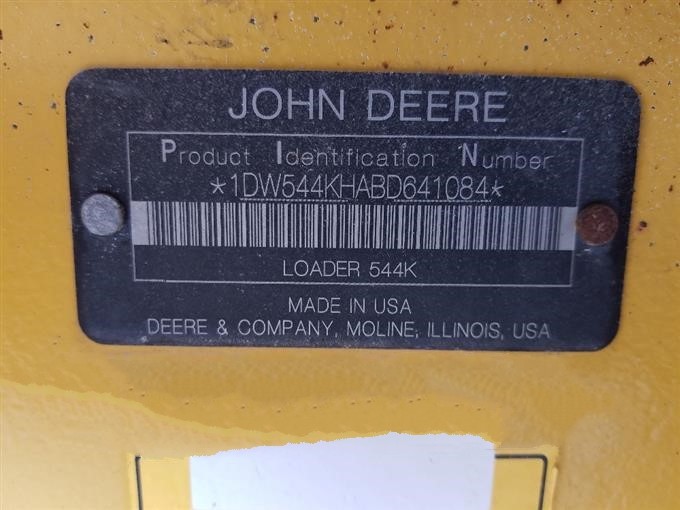 JOHN DEERE
Product Identification Number
*1DW544KHABD641084*
LOADER 544K
MADE IN USA
DEERE & COMPANY, MOLINE, ILLINOIS, USA